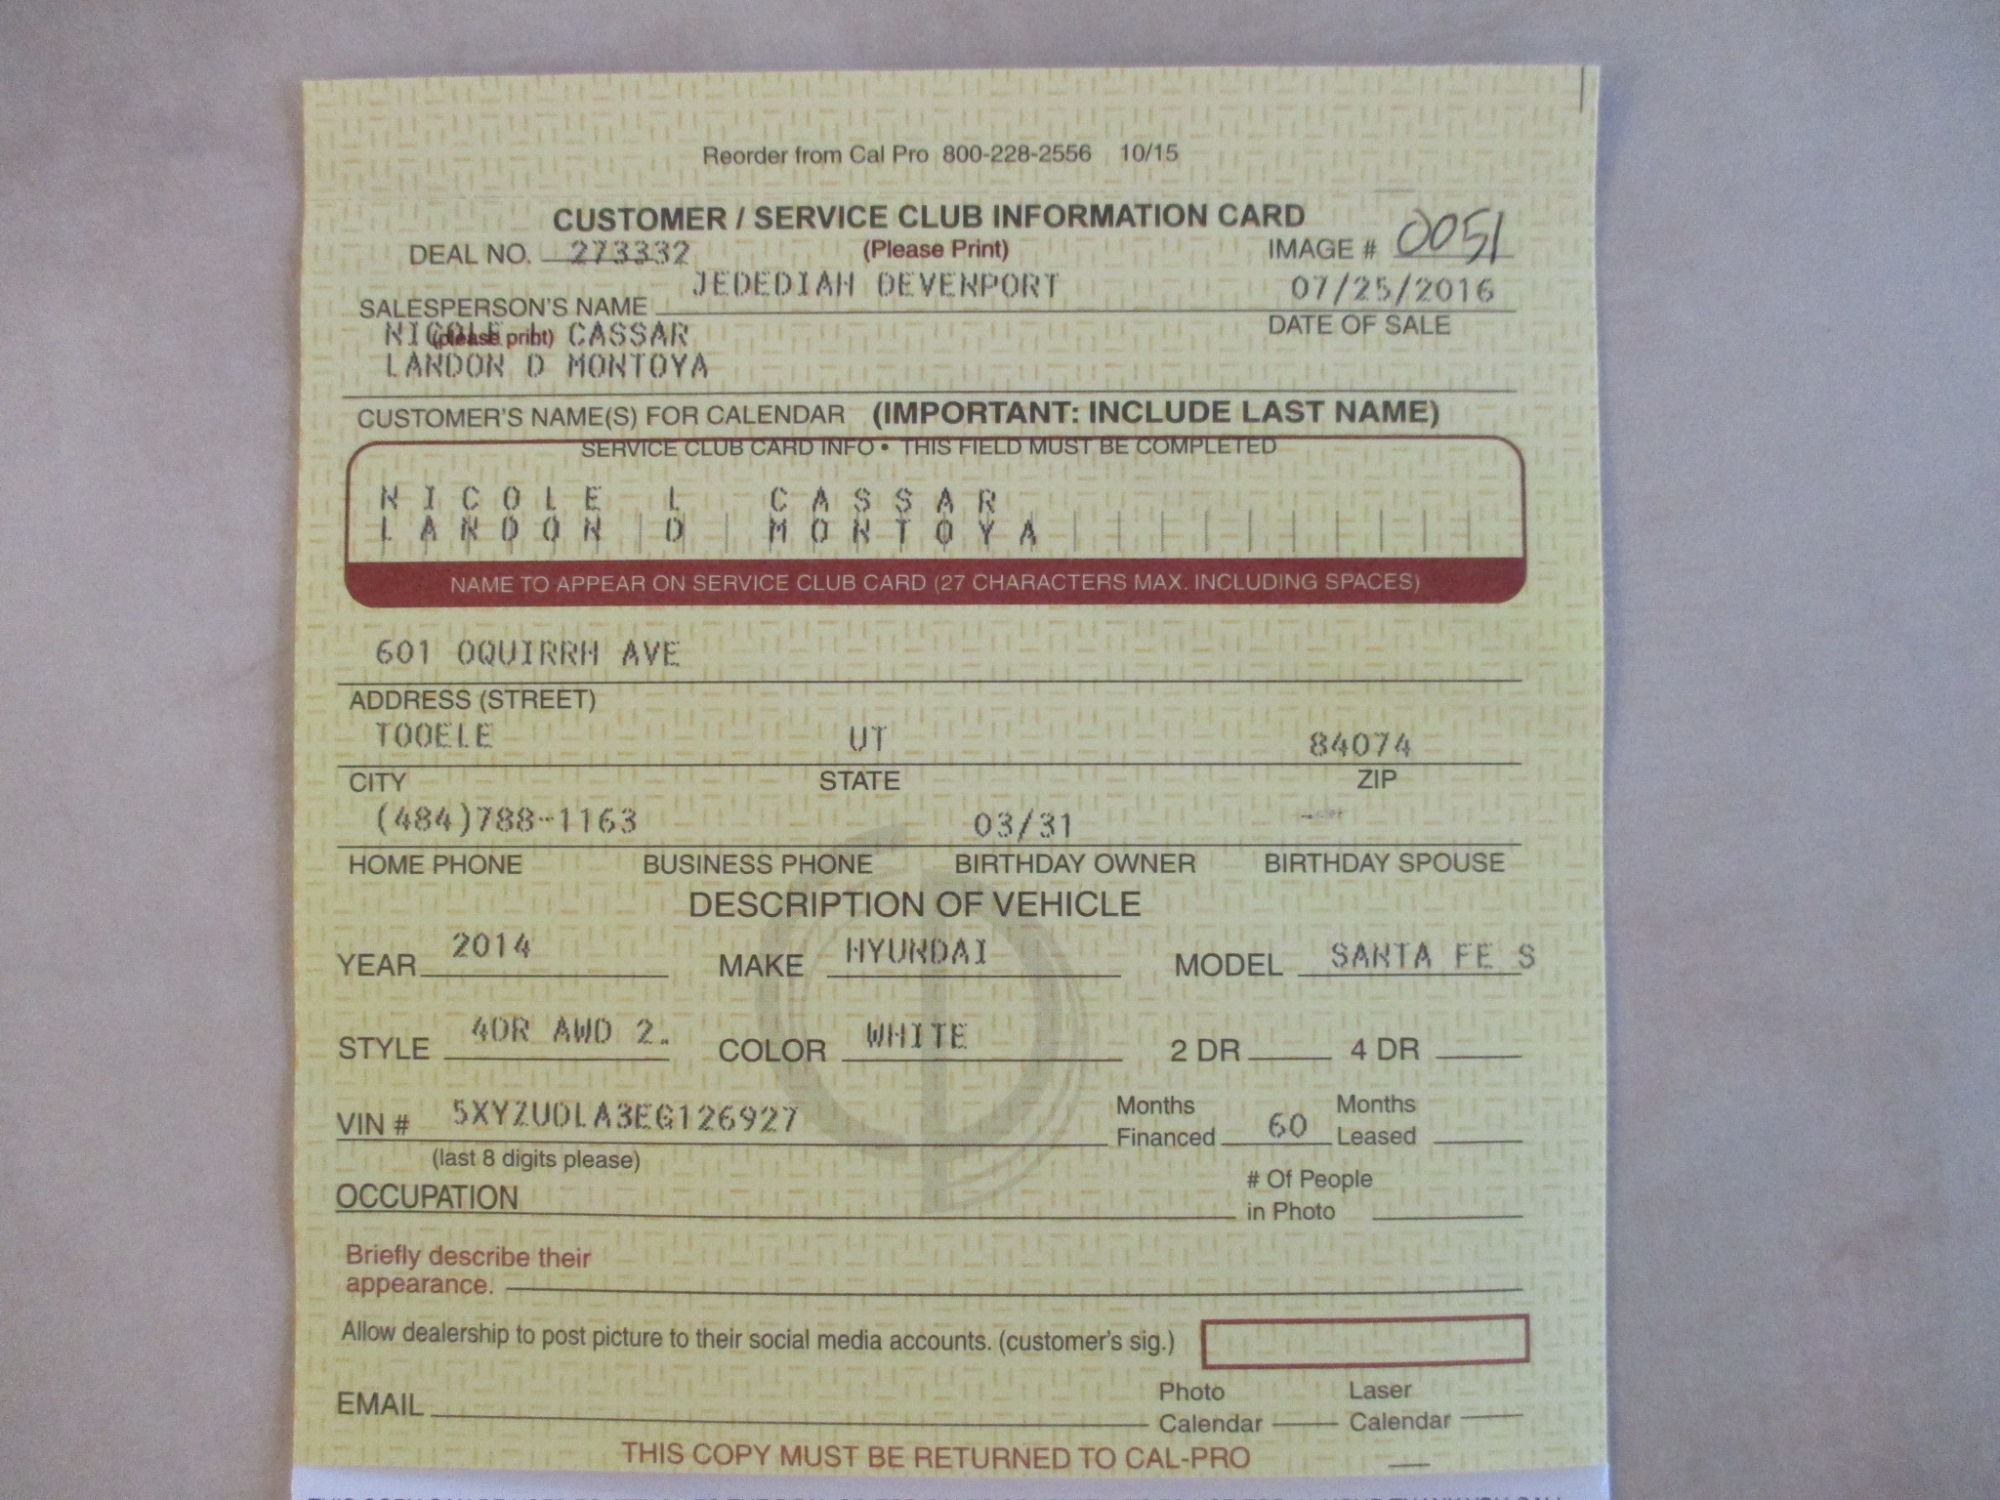 Reorder from Cal Pro 800-228-2556 10/15
CUSTOMER / SERVICE CLUB INFORMATION CARD
DEAL NO. 273332 (Please Print) IMAGE # 0051
SALESPERSON'S NAME JEDEDIAH DEVENPORT 07/25/2016
(please print) DATE OF SALE
NICOLE L CASSAR
LANDON D MONTOYA
CUSTOMER'S NAME(S) FOR CALENDAR (IMPORTANT: INCLUDE LAST NAME)
SERVICE CLUB CARD INFO • THIS FIELD MUST BE COMPLETED
NICOLE L CASSAR
LANDON D MONTOYA
NAME TO APPEAR ON SERVICE CLUB CARD (27 CHARACTERS MAX. INCLUDING SPACES)
601 OQUIRRH AVE
ADDRESS (STREET)
TOOELE UT 84074
CITY STATE ZIP
(484)788-1163 03/31
HOME PHONE BUSINESS PHONE BIRTHDAY OWNER BIRTHDAY SPOUSE
DESCRIPTION OF VEHICLE
YEAR 2014 MAKE HYUNDAI MODEL SANTA FE S
STYLE 4DR AWD 2. COLOR WHITE 2 DR 4 DR
VIN # 5XYZUDLA3EG126927 Months Financed 60 Months Leased
(last 8 digits please)
OCCUPATION # Of People in Photo
Briefly describe their
appearance.
Allow dealership to post picture to their social media accounts. (customer's sig.)
EMAIL Photo Calendar Laser Calendar
THIS COPY MUST BE RETURNED TO CAL-PRO